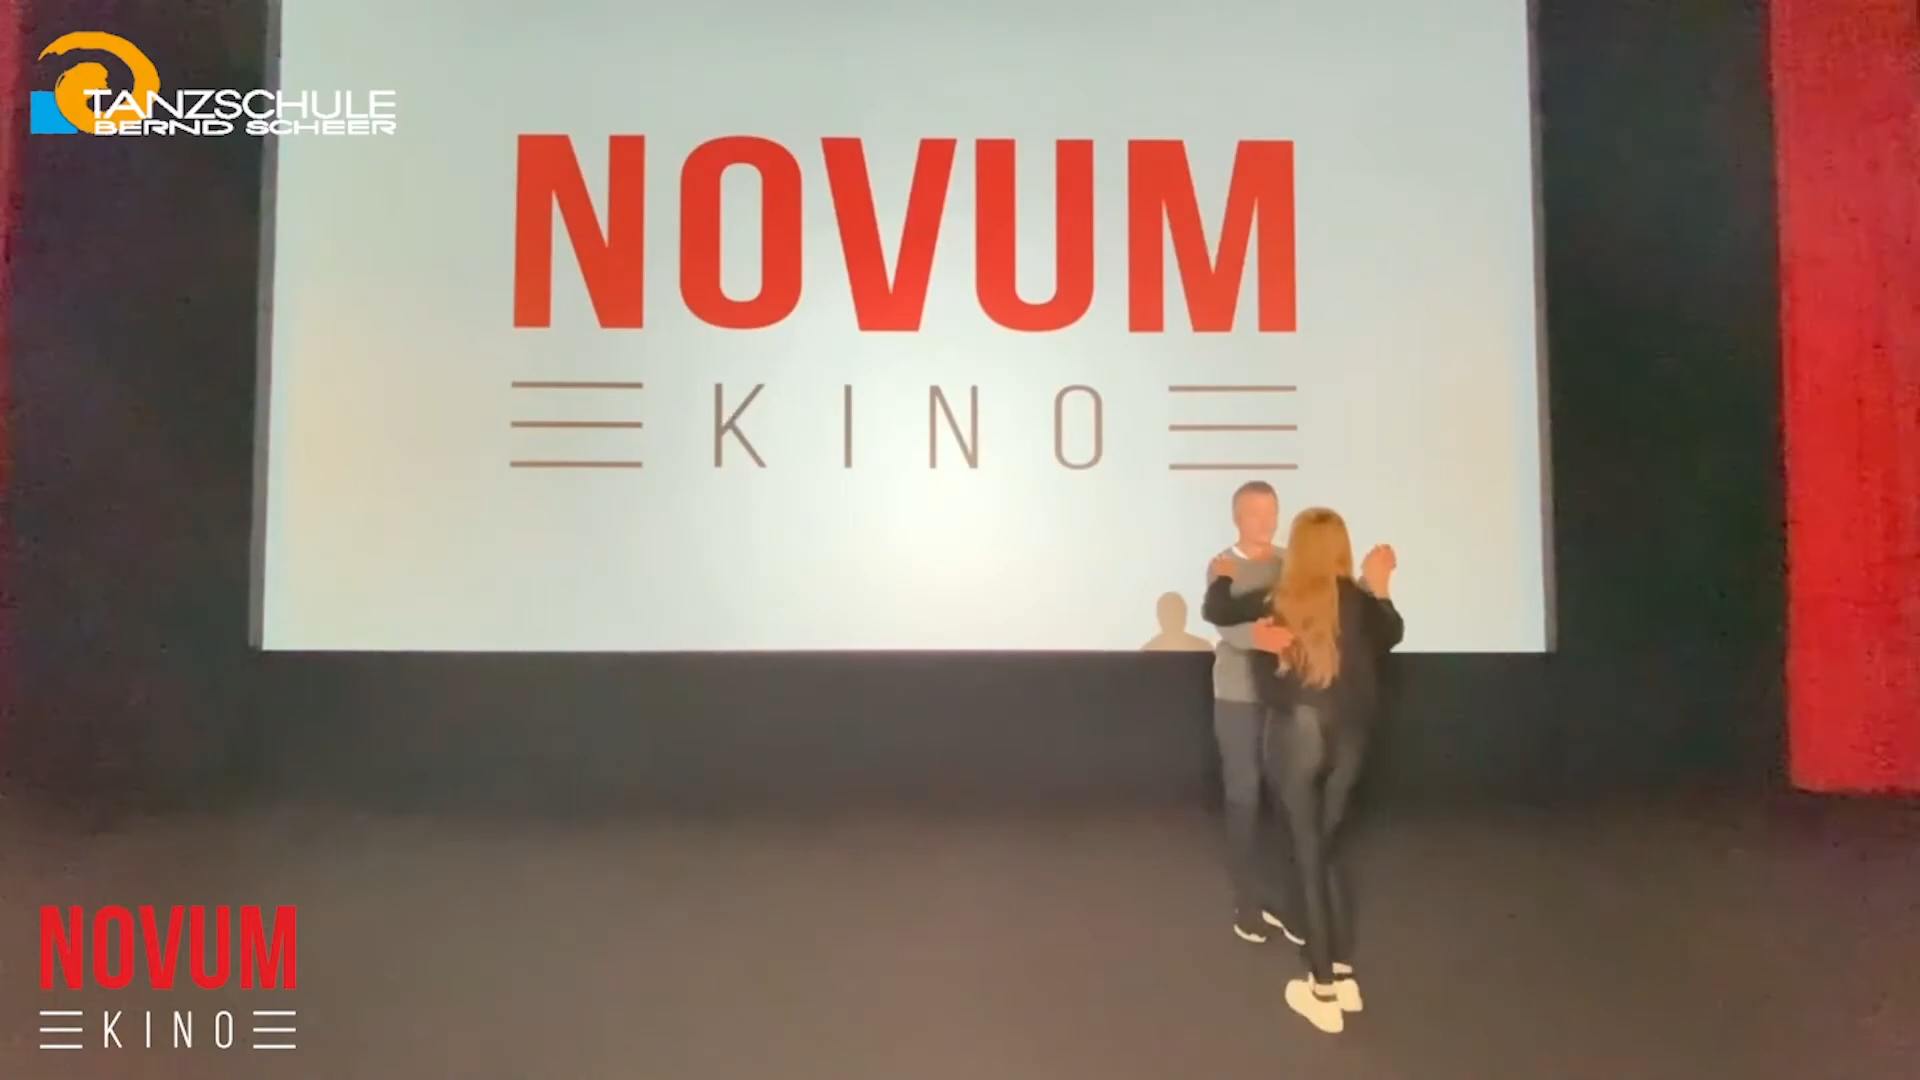 TANZSCHULE
BERND SCHEER
NOVUM
KINO
NOVUM
KINO